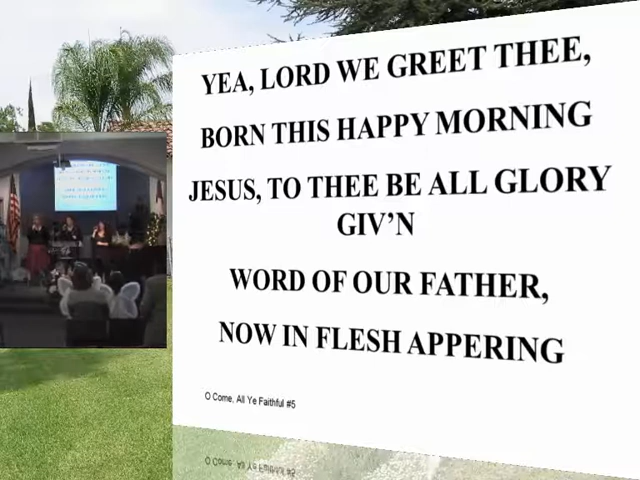 YEA, LORD WE GREET THEE,
BORN THIS HAPPY MORNING
JESUS, TO THEE BE ALL GLORY
GIV'N
WORD OF OUR FATHER,
NOW IN FLESH APPERING
O Come, All Ye Faithful #5